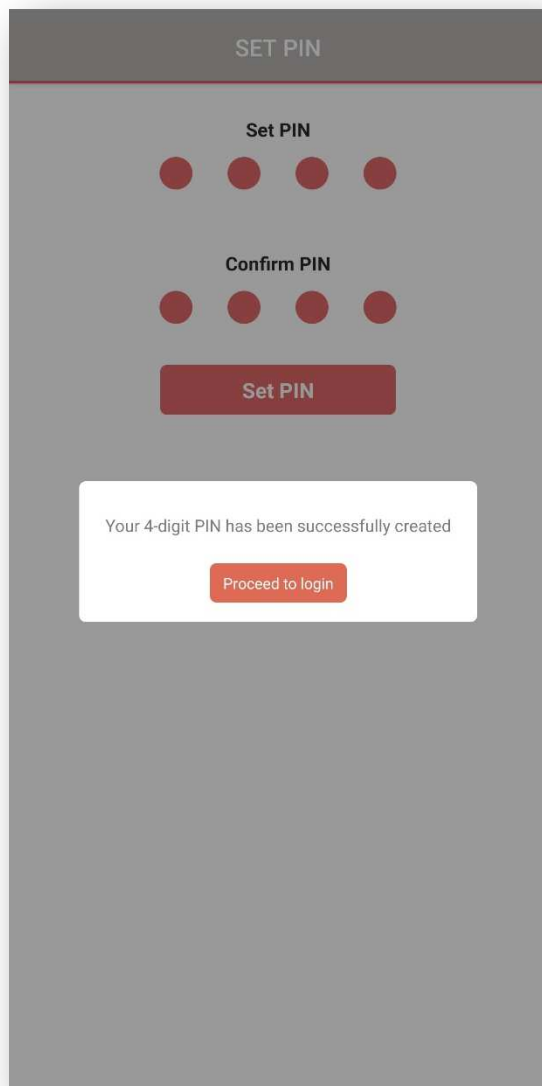 SET PIN
Set PIN
Confirm PIN
Set PIN
Your 4-digit PIN has been successfully created
Proceed to login